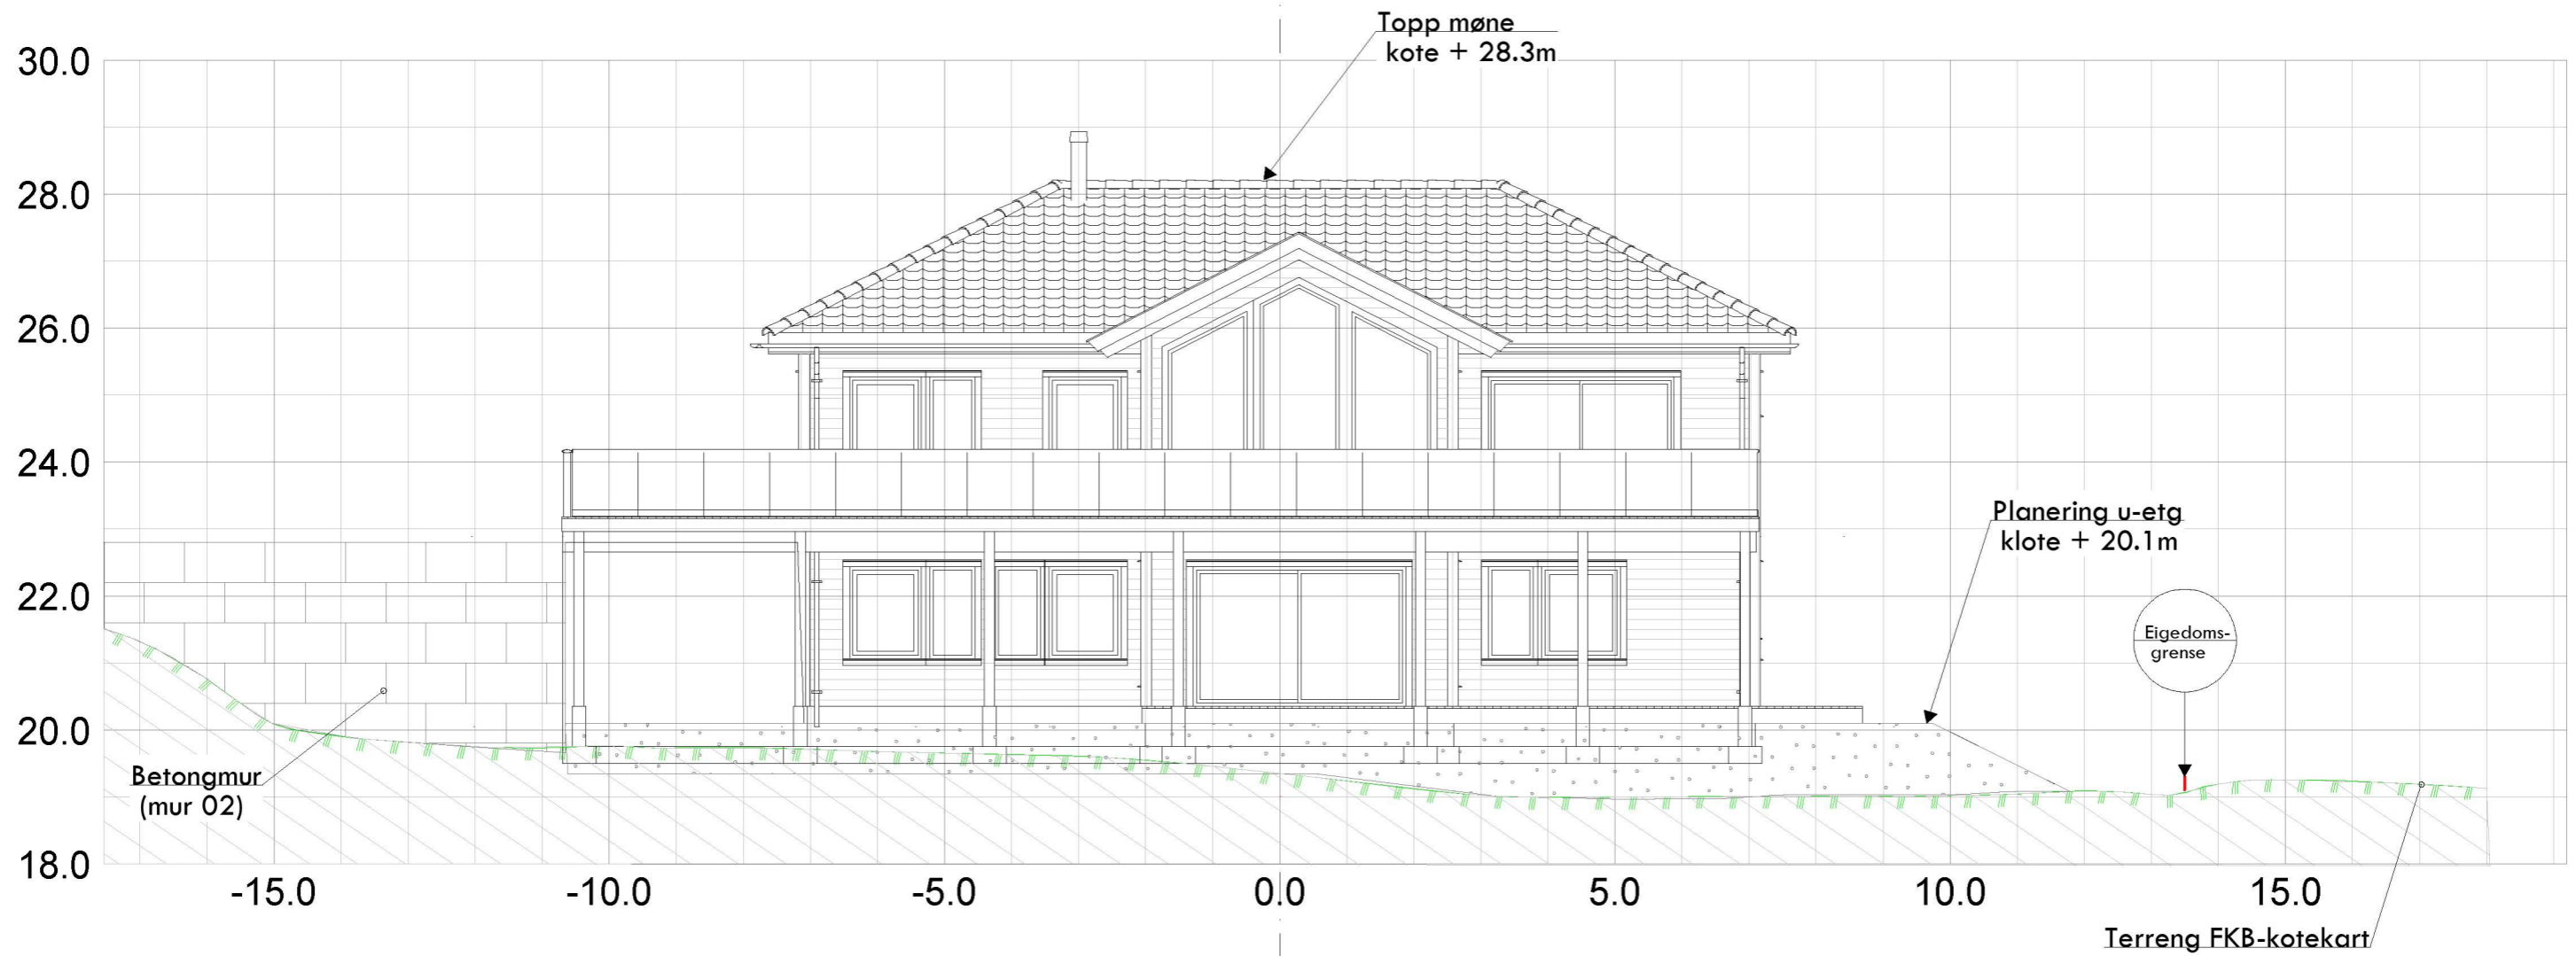 Topp møne
kote + 28.3m
30.0
28.0
26.0
24.0
22.0
20.0
18.0
Planering u-etg
klote + 20.1m
Eigedoms-
grense
Betongmur
(mur 02)
-15.0 -10.0 -5.0 0.0 5.0 10.0 15.0
Terreng FKB-kotekart